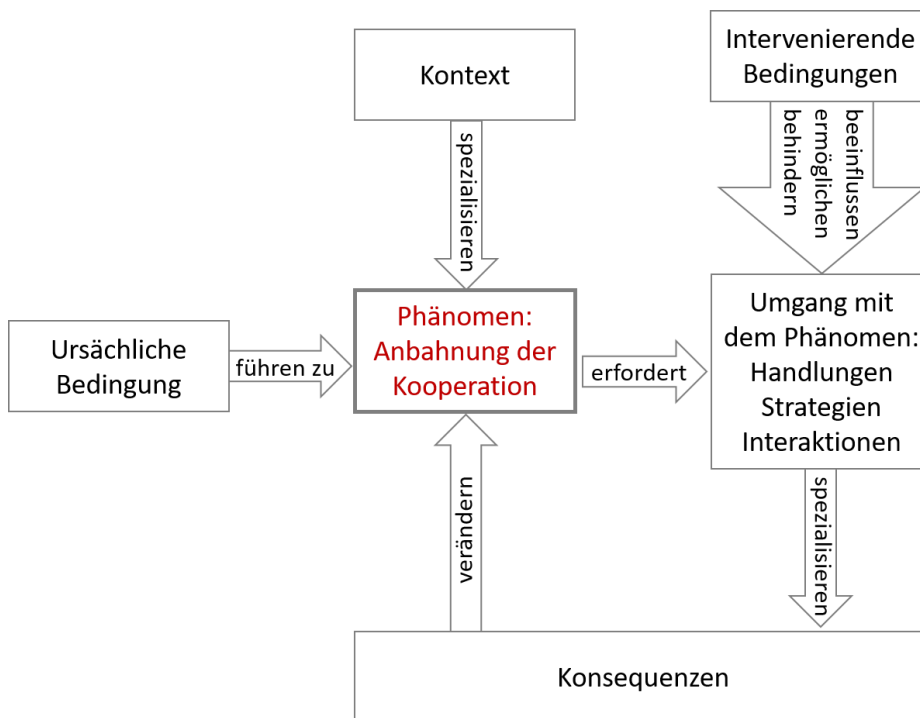 Kontext
Intervenierende
Bedingungen
spezialisieren
beeinflussen
ermöglichen
behindern
Ursächliche
Bedingung
führen zu
Phänomen:
Anbahnung der
Kooperation
erfordert
Umgang mit
dem Phänomen:
Handlungen
Strategien
Interaktionen
verändern
spezialisieren
Konsequenzen